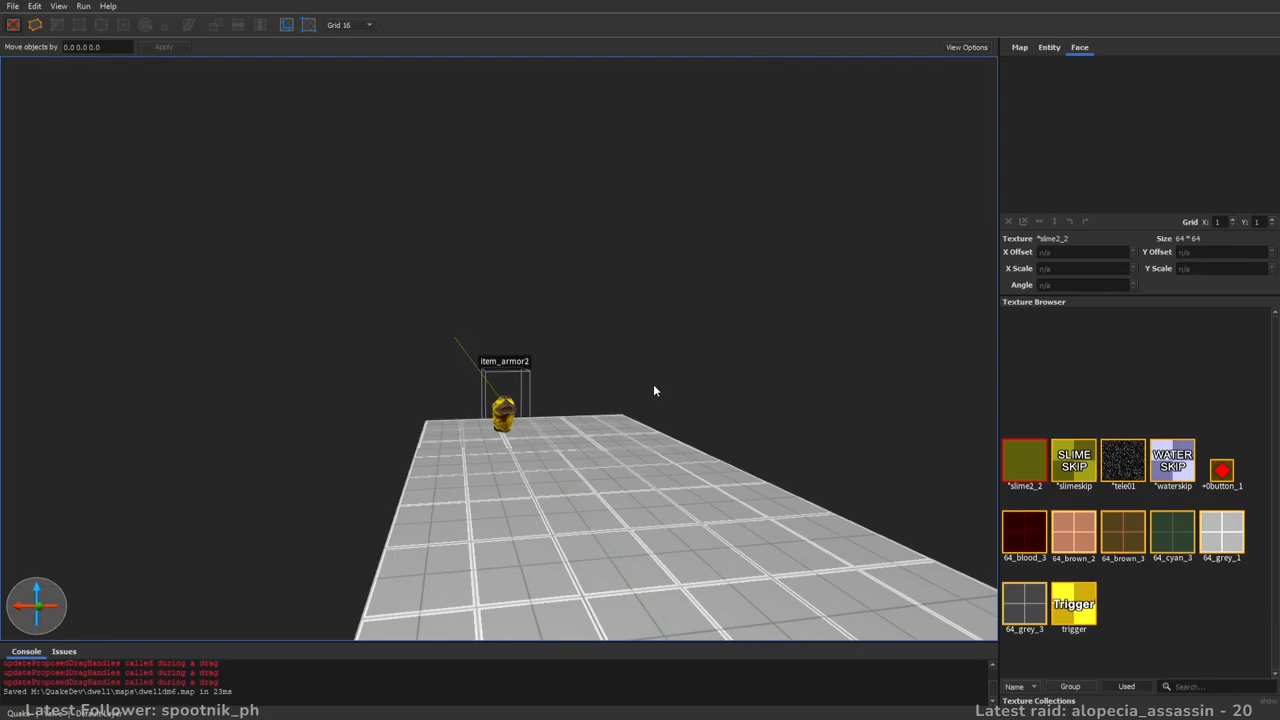 File Edit View Run Help
Grid 16
Move objects by 0.0 0.0 0.0 Apply View Options
Map Entity Face
item_armor2
Grid X: 1 Y: 1
Texture *slime2_2 Size 64 * 64
X Offset n/a Y Offset n/a
X Scale n/a Y Scale n/a
Angle n/a
Texture Browser
SLIME SKIP
WATER SKIP
*slime2_2 *slimeskip *tele01 *waterskip +0button_1
64_blood_3 64_brown_2 64_brown_3 64_cyan_3 64_grey_1
Trigger
64_grey_3 trigger
Console Issues
updateProposedDragHandles called during a drag
updateProposedDragHandles called during a drag
updateProposedDragHandles called during a drag
Saved M:\QuakeDev\dwell\maps\dwelldm6.map in 23ms
Name Group Used Search...
Texture Collections show
Latest Follower: spootnik_ph
Latest raid: alopecia_assassin - 20